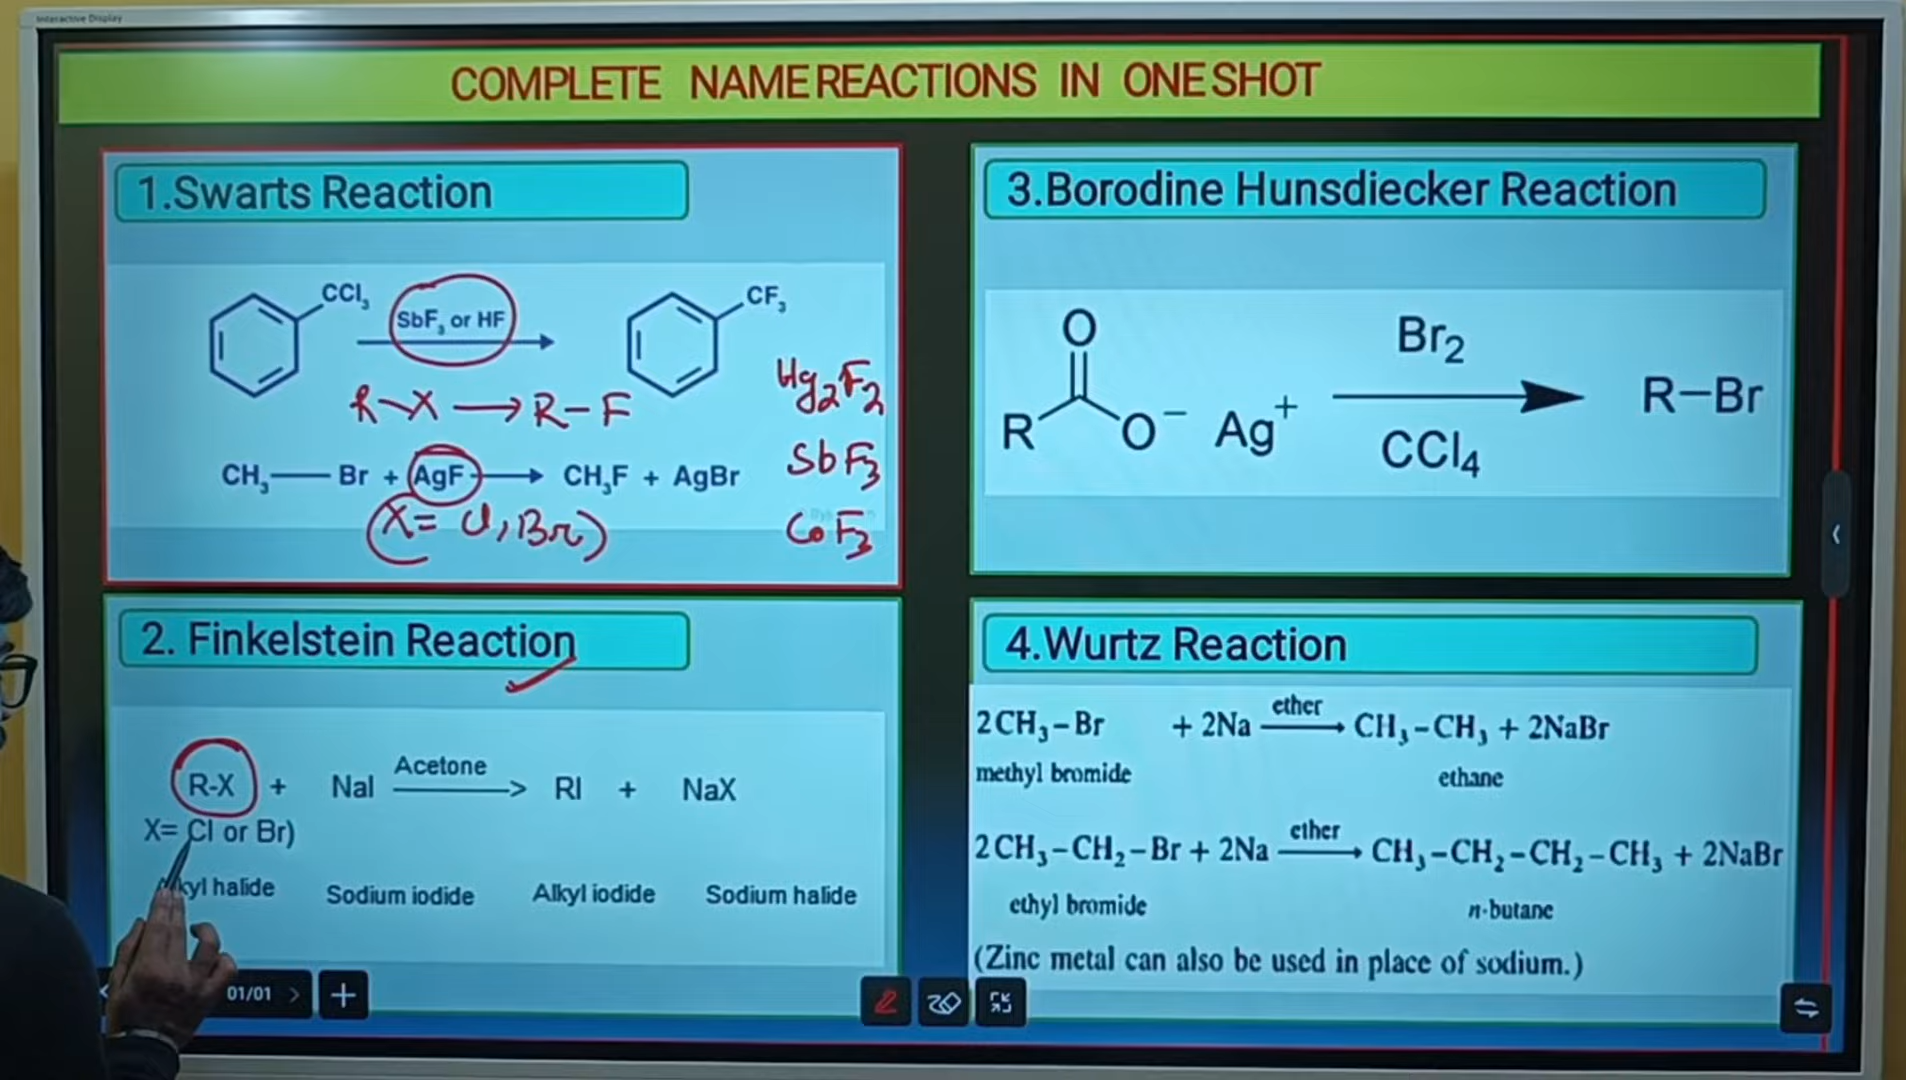 Interactive Display
COMPLETE NAME REACTIONS IN ONE SHOT
1.Swarts Reaction
CCl₃
SbF₃ or HF
CF₃
R-X → R-F
Hg₂F₂
CH₃—Br + AgF → CH₃F + AgBr
SbF₃
(X= Cl, Br)
CoF₃
2. Finkelstein Reaction
R-X + NaI Acetone -> RI + NaX
X= Cl or Br)
Alkyl halide Sodium iodide Alkyl iodide Sodium halide
3.Borodine Hunsdiecker Reaction
O
R O⁻ Ag⁺ Br₂ CCl₄ R-Br
4.Wurtz Reaction
2CH₃-Br + 2Na ether → CH₃-CH₃ + 2NaBr
methyl bromide ethane
2CH₃-CH₂-Br + 2Na ether → CH₃-CH₂-CH₂-CH₃ + 2NaBr
ethyl bromide n-butane
(Zinc metal can also be used in place of sodium.)
01/01